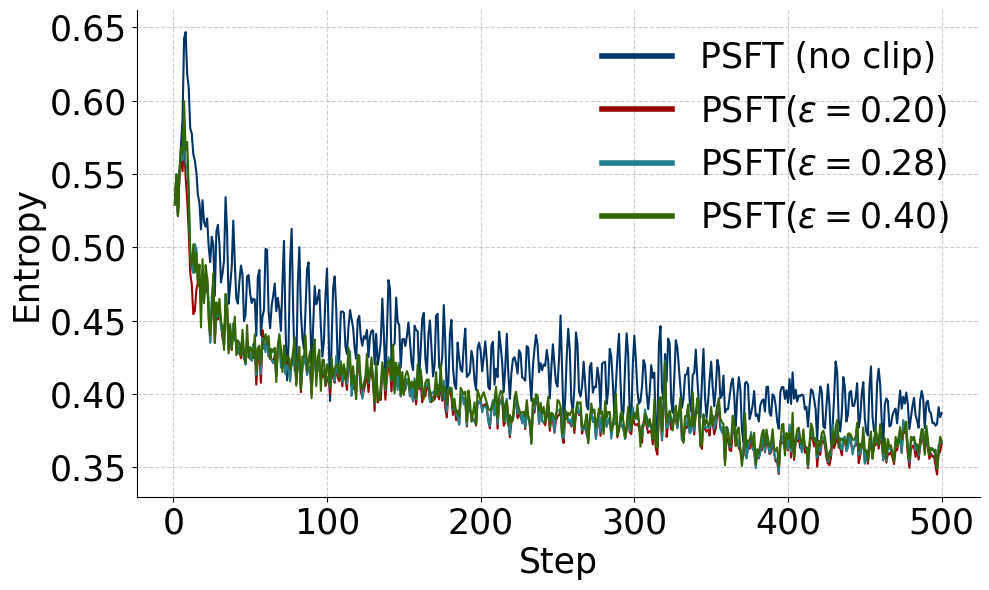 0.65
0.60
0.55
0.50
0.45
0.40
0.35
Entropy
PSFT (no clip)
PSFT(ε = 0.20)
PSFT(ε = 0.28)
PSFT(ε = 0.40)
0 100 200 300 400 500
Step